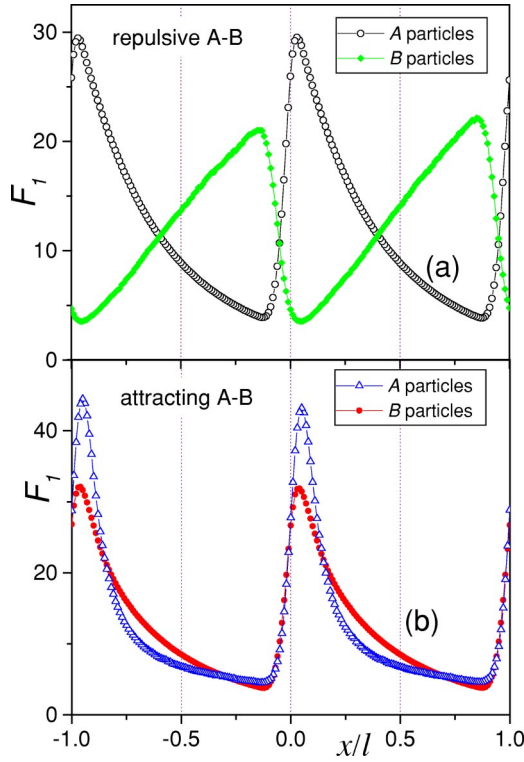 30
20
10
0
F₁
repulsive A-B
A particles
B particles
(a)
40
20
0
F₁
attracting A-B
A particles
B particles
(b)
-1.0
-0.5
0.0
0.5
1.0
x/l